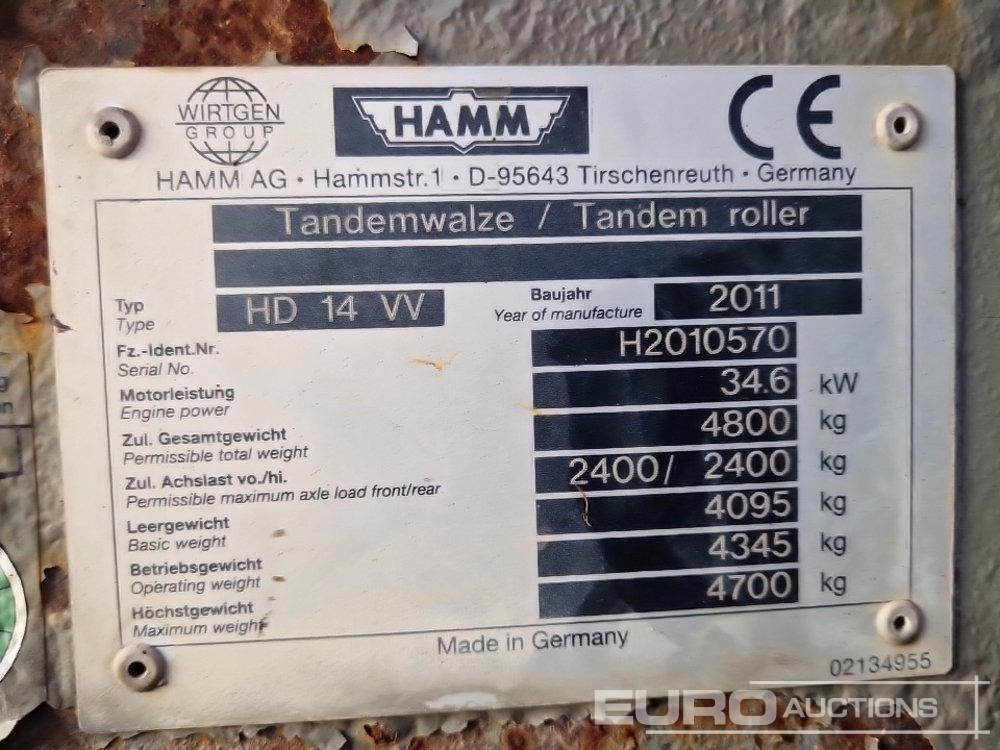 WIRTGEN
GROUP
HAMM
CE
HAMM AG · Hammstr.1 · D-95643 Tirschenreuth · Germany
Tandemwalze / Tandem roller
Typ
Type
HD 14 VV
Baujahr
Year of manufacture
2011
Fz.-Ident.Nr.
Serial No.
H2010570
Motorleistung
Engine power
34.6 kW
Zul. Gesamtgewicht
Permissible total weight
4800 kg
Zul. Achslast vo./hi.
Permissible maximum axle load front/rear
2400/ 2400 kg
Leergewicht
Basic weight
4095 kg
Betriebsgewicht
Operating weight
4345 kg
Höchstgewicht
Maximum weight
4700 kg
Made in Germany
02134955
EURO AUCTIONS